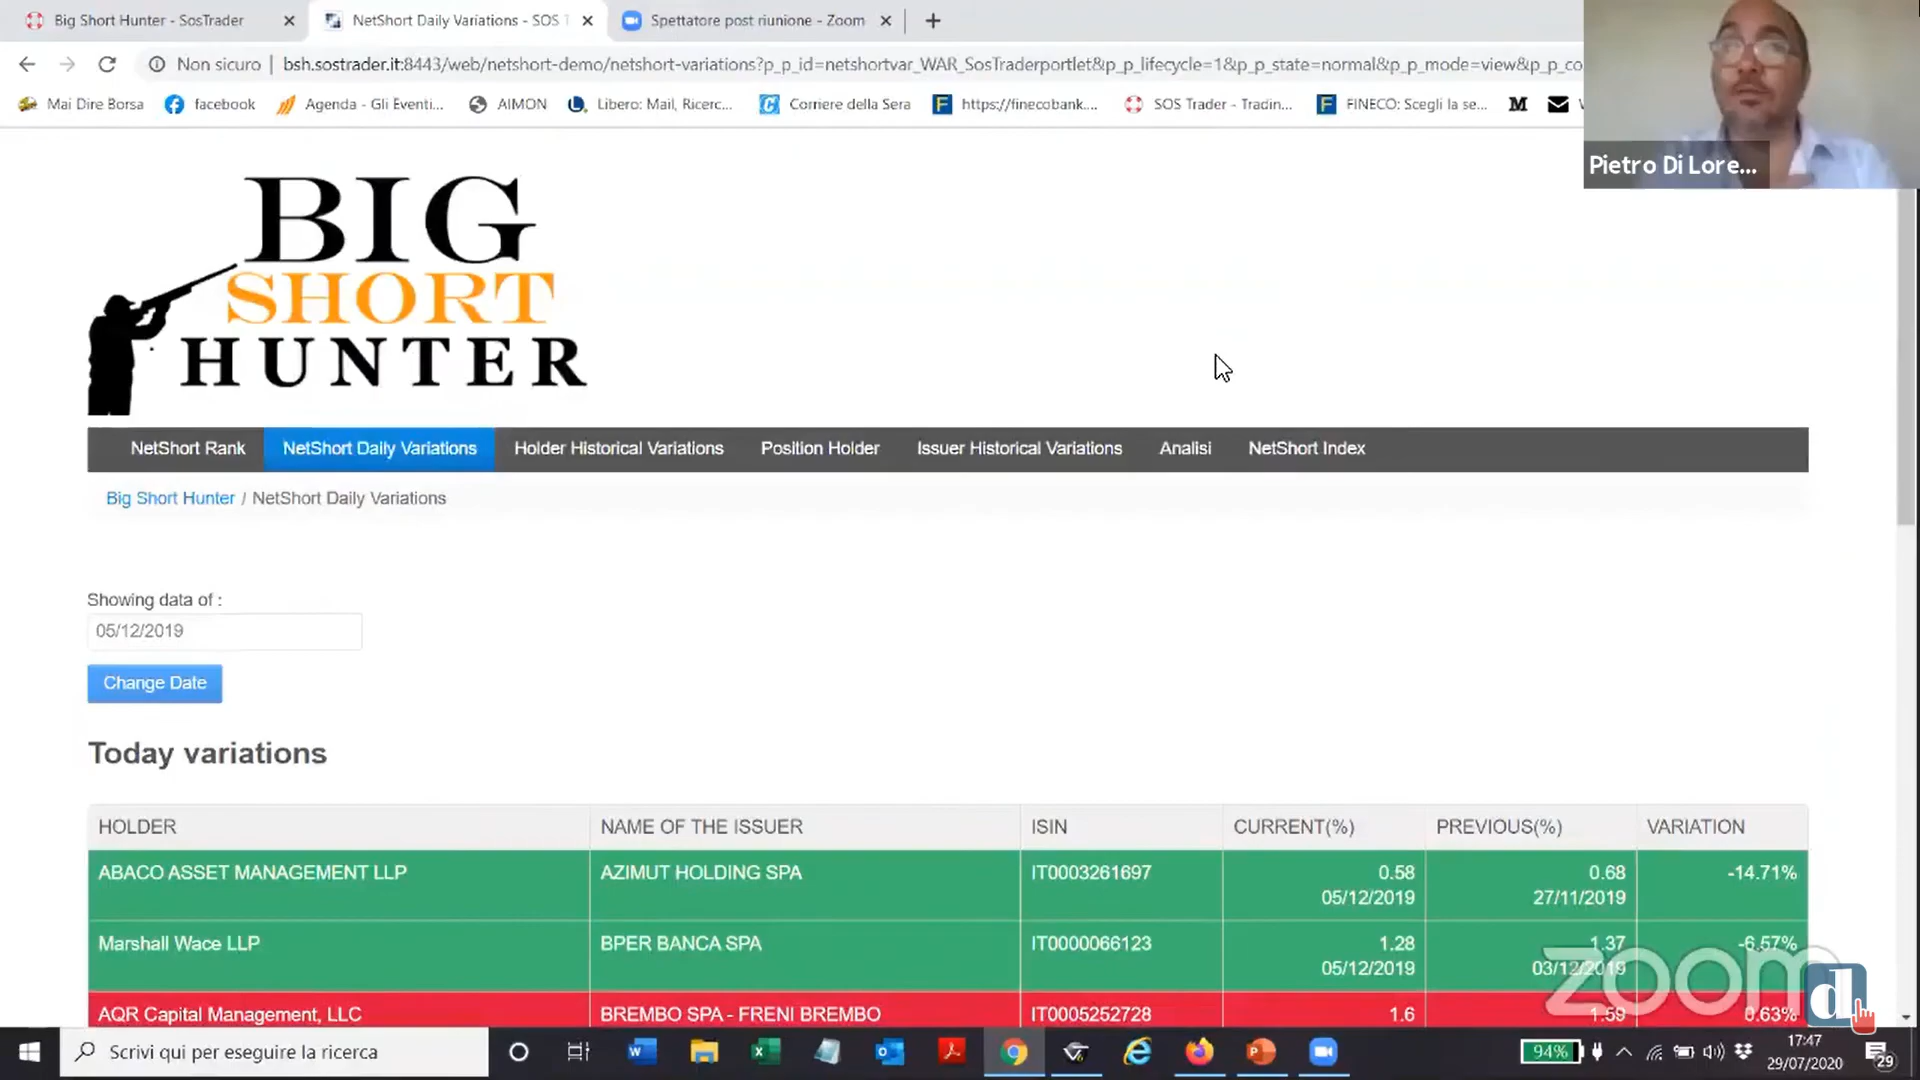 Big Short Hunter - SosTrader
NetShort Daily Variations - SOS T
Spettatore post riunione - Zoom
Non sicuro
bsh.sostrader.it:8443/web/netshort-demo/netshort-variations?p_p_id=netshortvar_WAR_SosTraderportlet&p_p_lifecycle=1&p_p_state=normal&p_p_mode=view&p_p_co
Mai Dire Borsa
facebook
Agenda - Gli Eventi...
AIMON
Libero: Mail, Ricerc...
Corriere della Sera
https://finecobank....
SOS Trader - Tradin...
FINECO: Scegli la se...
M
Pietro Di Lore...
BIG
SHORT
HUNTER
NetShort Rank
NetShort Daily Variations
Holder Historical Variations
Position Holder
Issuer Historical Variations
Analisi
NetShort Index
Big Short Hunter / NetShort Daily Variations
Showing data of :
05/12/2019
Change Date
Today variations
HOLDER NAME OF THE ISSUER ISIN CURRENT(%) PREVIOUS(%) VARIATION
ABACO ASSET MANAGEMENT LLP AZIMUT HOLDING SPA IT0003261697 0.58 0.68 -14.71%
05/12/2019 27/11/2019
Marshall Wace LLP BPER BANCA SPA IT0000066123 1.28 1.37 -6.57%
05/12/2019 03/12/2019
zoom
d
AQR Capital Management, LLC BREMBO SPA - FRENI BREMBO IT0005252728 1.6 1.59 0.63%
Scrivi qui per eseguire la ricerca
94%
17:47
29/07/2020
29